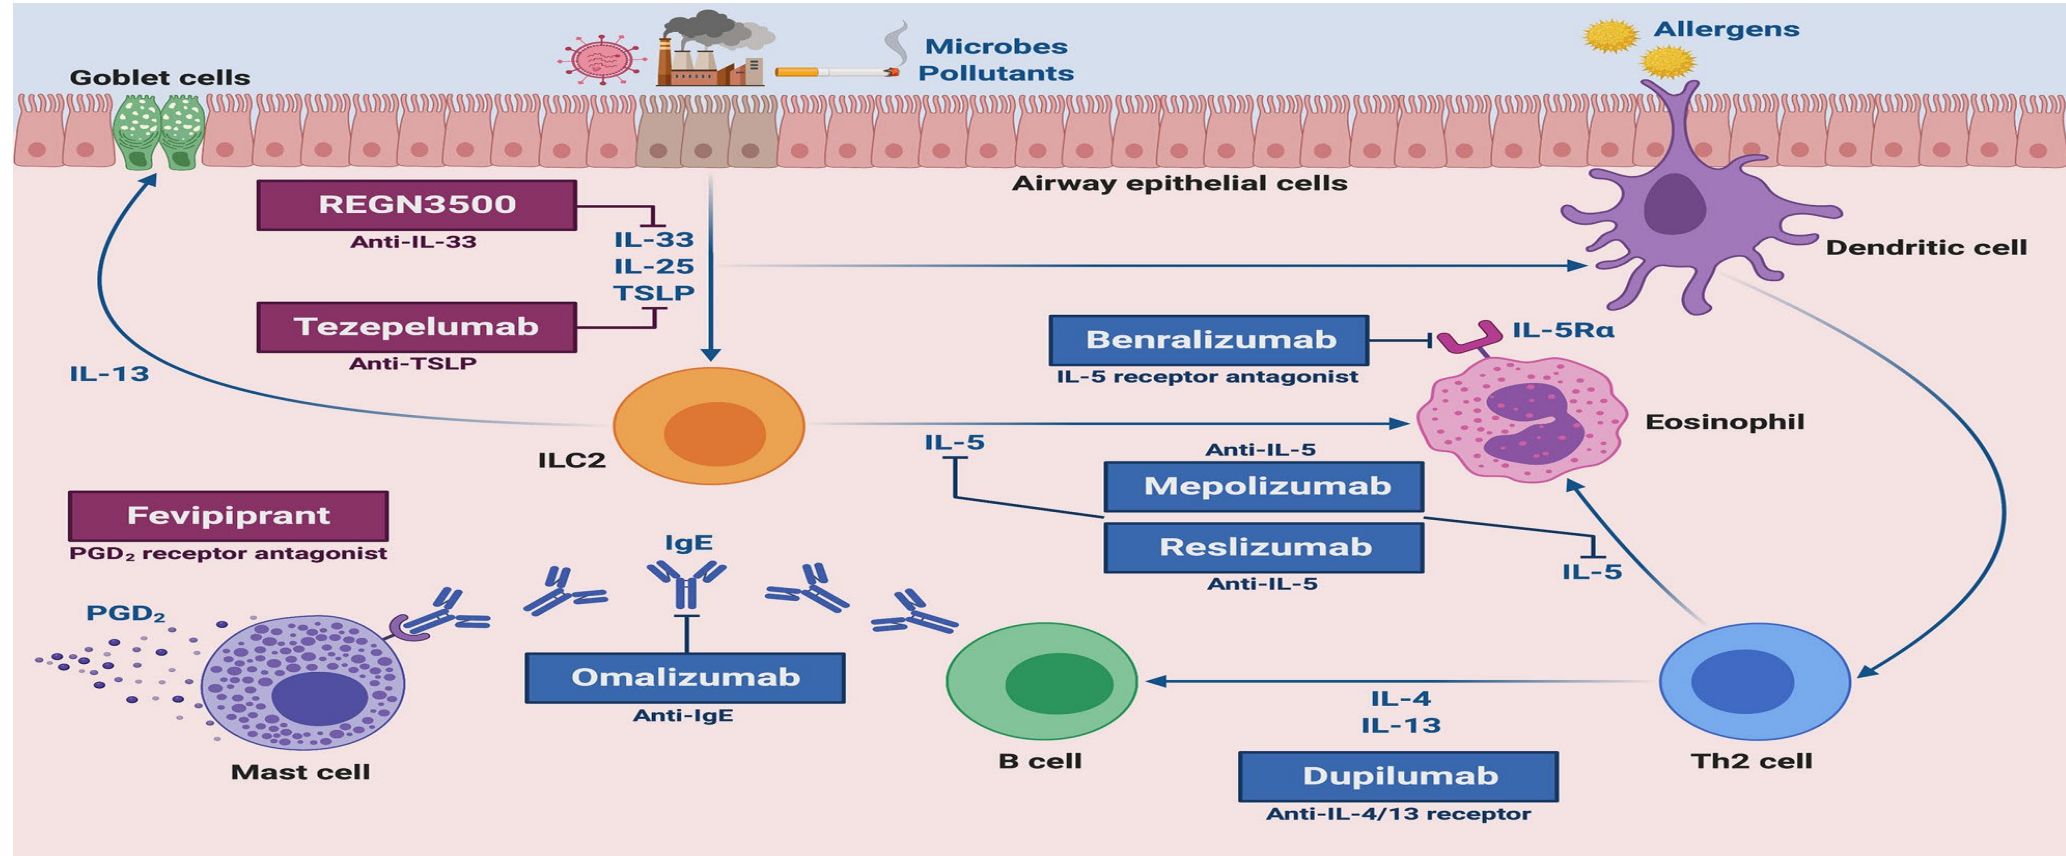 Goblet cells
Microbes
Pollutants
Allergens
Airway epithelial cells
REGN3500
Anti-IL-33
IL-33
IL-25
TSLP
Tezepelumab
Anti-TSLP
Dendritic cell
Benralizumab
IL-5 receptor antagonist
IL-5Rα
IL-13
Eosinophil
ILC2
IL-5
Anti-IL-5
Mepolizumab
Reslizumab
Anti-IL-5
IL-5
Fevipiprant
PGD₂ receptor antagonist
IgE
PGD₂
Omalizumab
Anti-IgE
Mast cell
B cell
IL-4
IL-13
Th2 cell
Dupilumab
Anti-IL-4/13 receptor